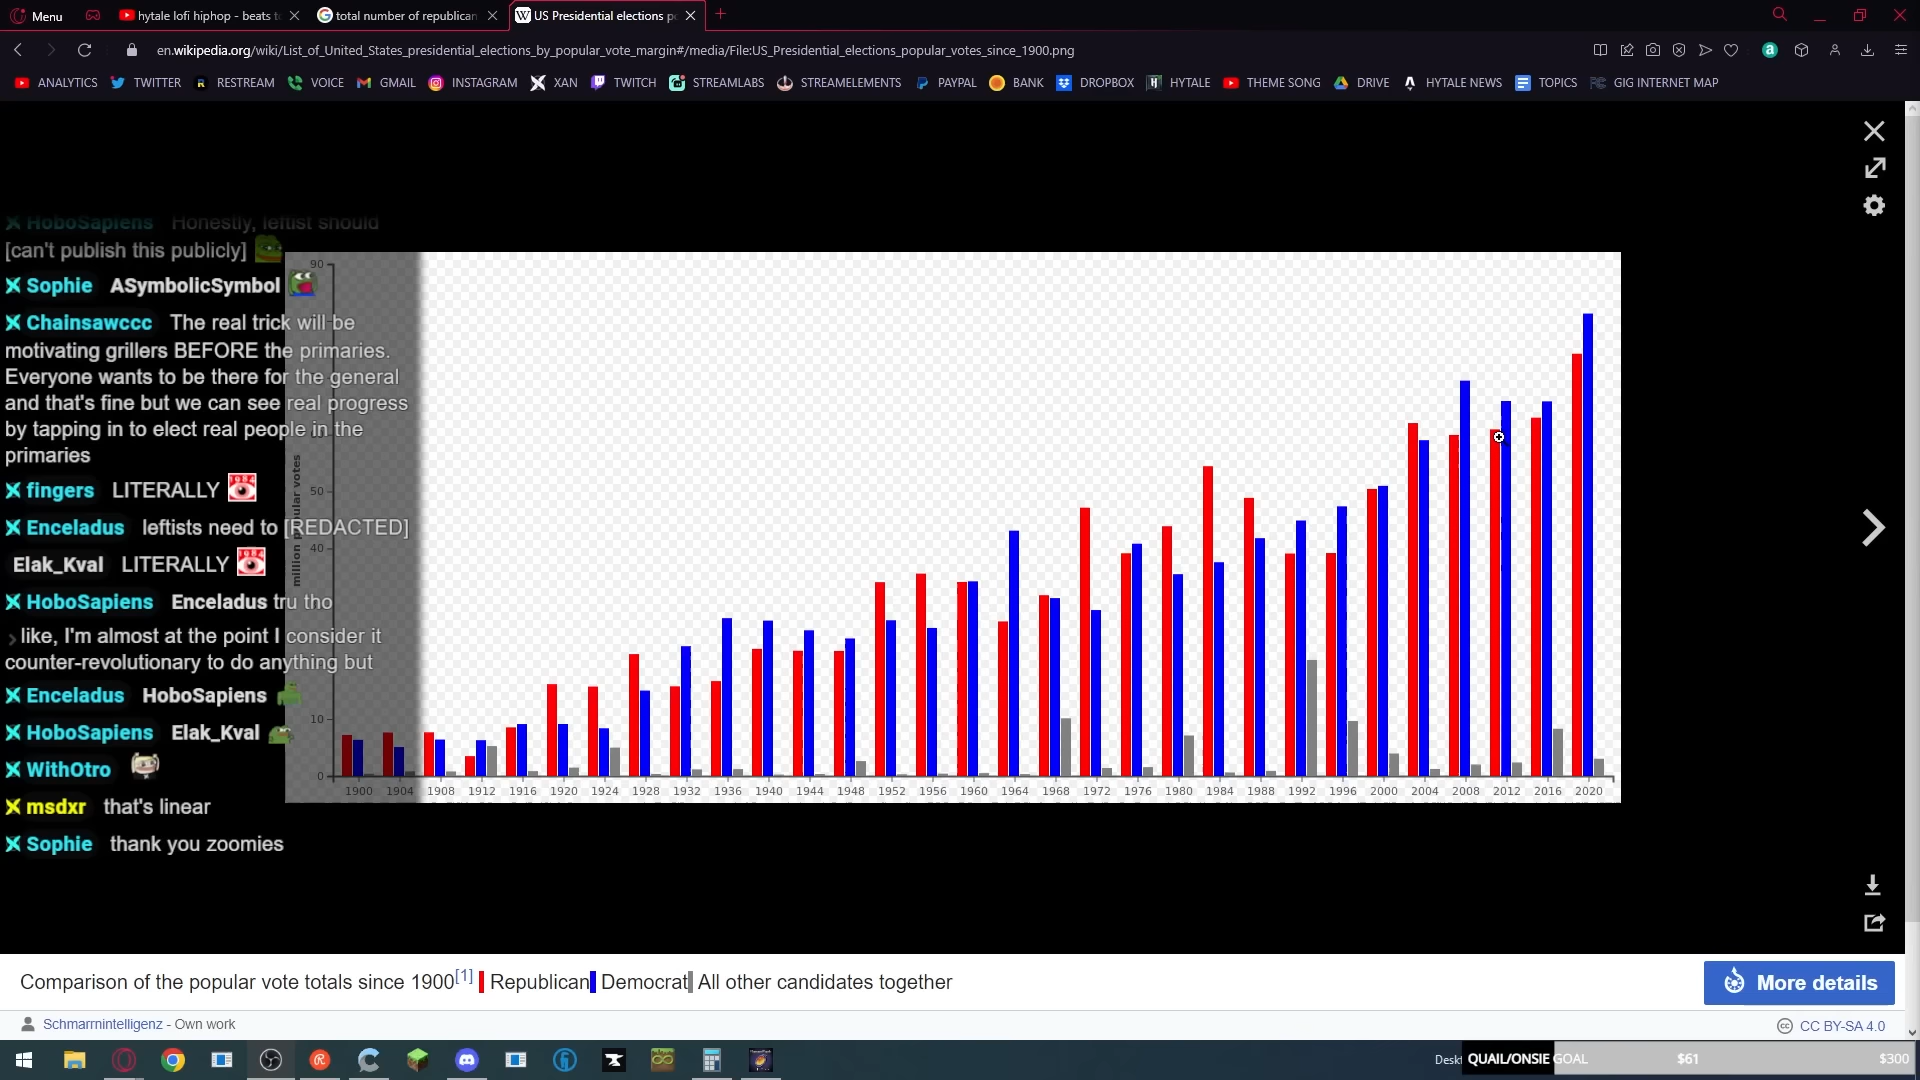 Menu
hytale lofi hiphop - beats t
total number of republican
US Presidential elections p
en.wikipedia.org/wiki/List_of_United_States_presidential_elections_by_popular_vote_margin#/media/File:US_Presidential_elections_popular_votes_since_1900.png
ANALYTICS TWITTER RESTREAM VOICE GMAIL INSTAGRAM XAN TWITCH STREAMLABS STREAMELEMENTS PAYPAL BANK DROPBOX HYTALE THEME SONG DRIVE HYTALE NEWS TOPICS GIG INTERNET MAP
HoboSapiens Honestly, leftist should
[can't publish this publicly]
Sophie ASymbolicSymbol
Chainsawccc The real trick will be
motivating grillers BEFORE the primaries.
Everyone wants to be there for the general
and that's fine but we can see real progress
by tapping in to elect real people in the
primaries
fingers LITERALLY
Enceladus leftists need to [REDACTED]
Elak_Kval LITERALLY
HoboSapiens Enceladus tru tho
like, I'm almost at the point I consider it
counter-revolutionary to do anything but
Enceladus HoboSapiens
HoboSapiens Elak_Kval
WithOtro
msdxr that's linear
Sophie thank you zoomies
90
50
40
10
0
million popular votes
1900 1904 1908 1912 1916 1920 1924 1928 1932 1936 1940 1944 1948 1952 1956 1960 1964 1968 1972 1976 1980 1984 1988 1992 1996 2000 2004 2008 2012 2016 2020
Comparison of the popular vote totals since 1900[1] Republican Democrat All other candidates together
More details
Schmarrnintelligenz - Own work
CC BY-SA 4.0
Deskt
QUAIL/ONSIE GOAL $61 $300